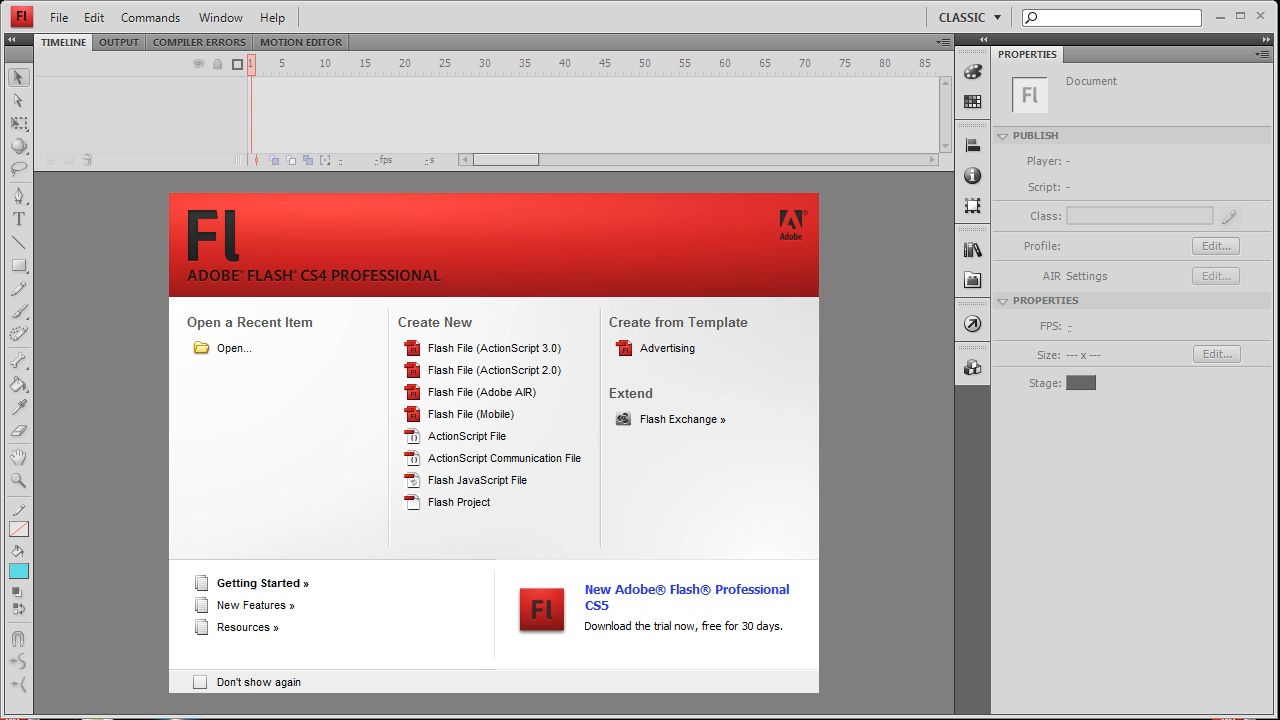 Fl File Edit Commands Window Help CLASSIC
TIMELINE OUTPUT COMPILER ERRORS MOTION EDITOR
PROPERTIES
1 5 10 15 20 25 30 35 40 45 50 55 60 65 70 75 80 85
Fl Document
PUBLISH
Player: -
Script: -
Class:
Profile: Edit...
AIR Settings Edit...
PROPERTIES
FPS: -
Size: --- x --- Edit...
Stage:
- -fps -s
Fl
Adobe
ADOBE® FLASH® CS4 PROFESSIONAL
Open a Recent Item
Open...
Create New
Flash File (ActionScript 3.0)
Flash File (ActionScript 2.0)
Flash File (Adobe AIR)
Flash File (Mobile)
ActionScript File
ActionScript Communication File
Flash JavaScript File
Flash Project
Create from Template
Advertising
Extend
Flash Exchange »
Getting Started »
New Features »
Resources »
Fl
New Adobe® Flash® Professional
CS5
Download the trial now, free for 30 days.
Don't show again